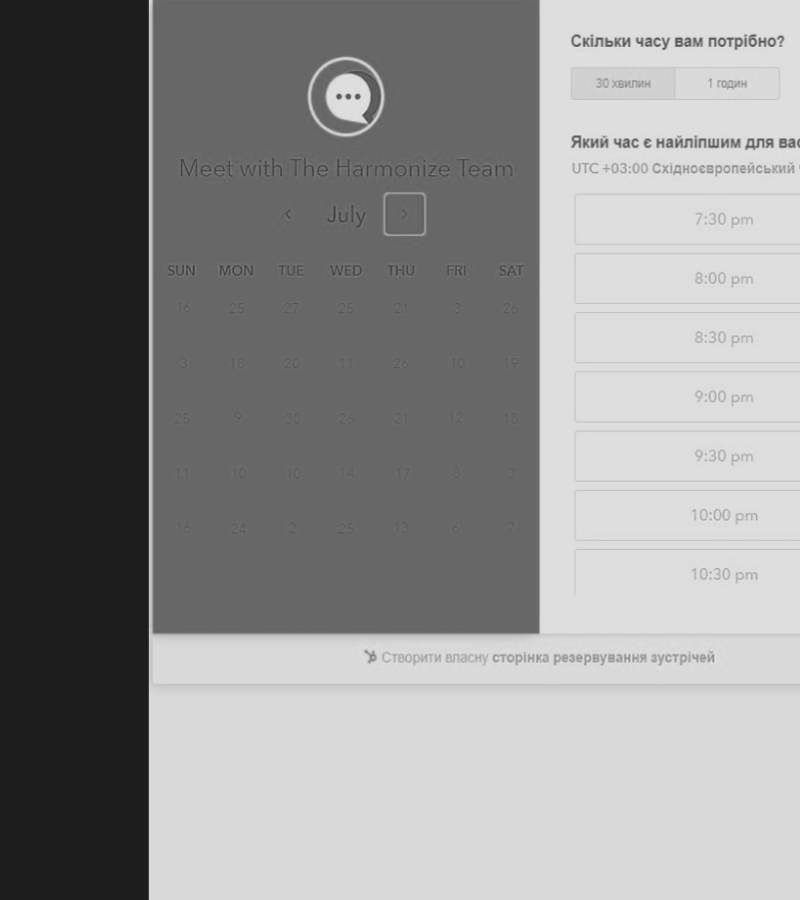 Meet with The Harmonize Team
July
SUN MON TUE WED THU FRI SAT
16 25 27 25 21 3 26
3 18 20 11 26 10 19
25 9 30 26 21 12 18
11 10 10 14 17 8 3
16 24 2 25 13 6 7
Скільки часу вам потрібно?
30 хвилин 1 годин
Який час є найліпшим для вас
UTC +03:00 Східноєвропейський
7:30 pm
8:00 pm
8:30 pm
9:00 pm
9:30 pm
10:00 pm
10:30 pm
Створити власну сторінка резервування зустрічей